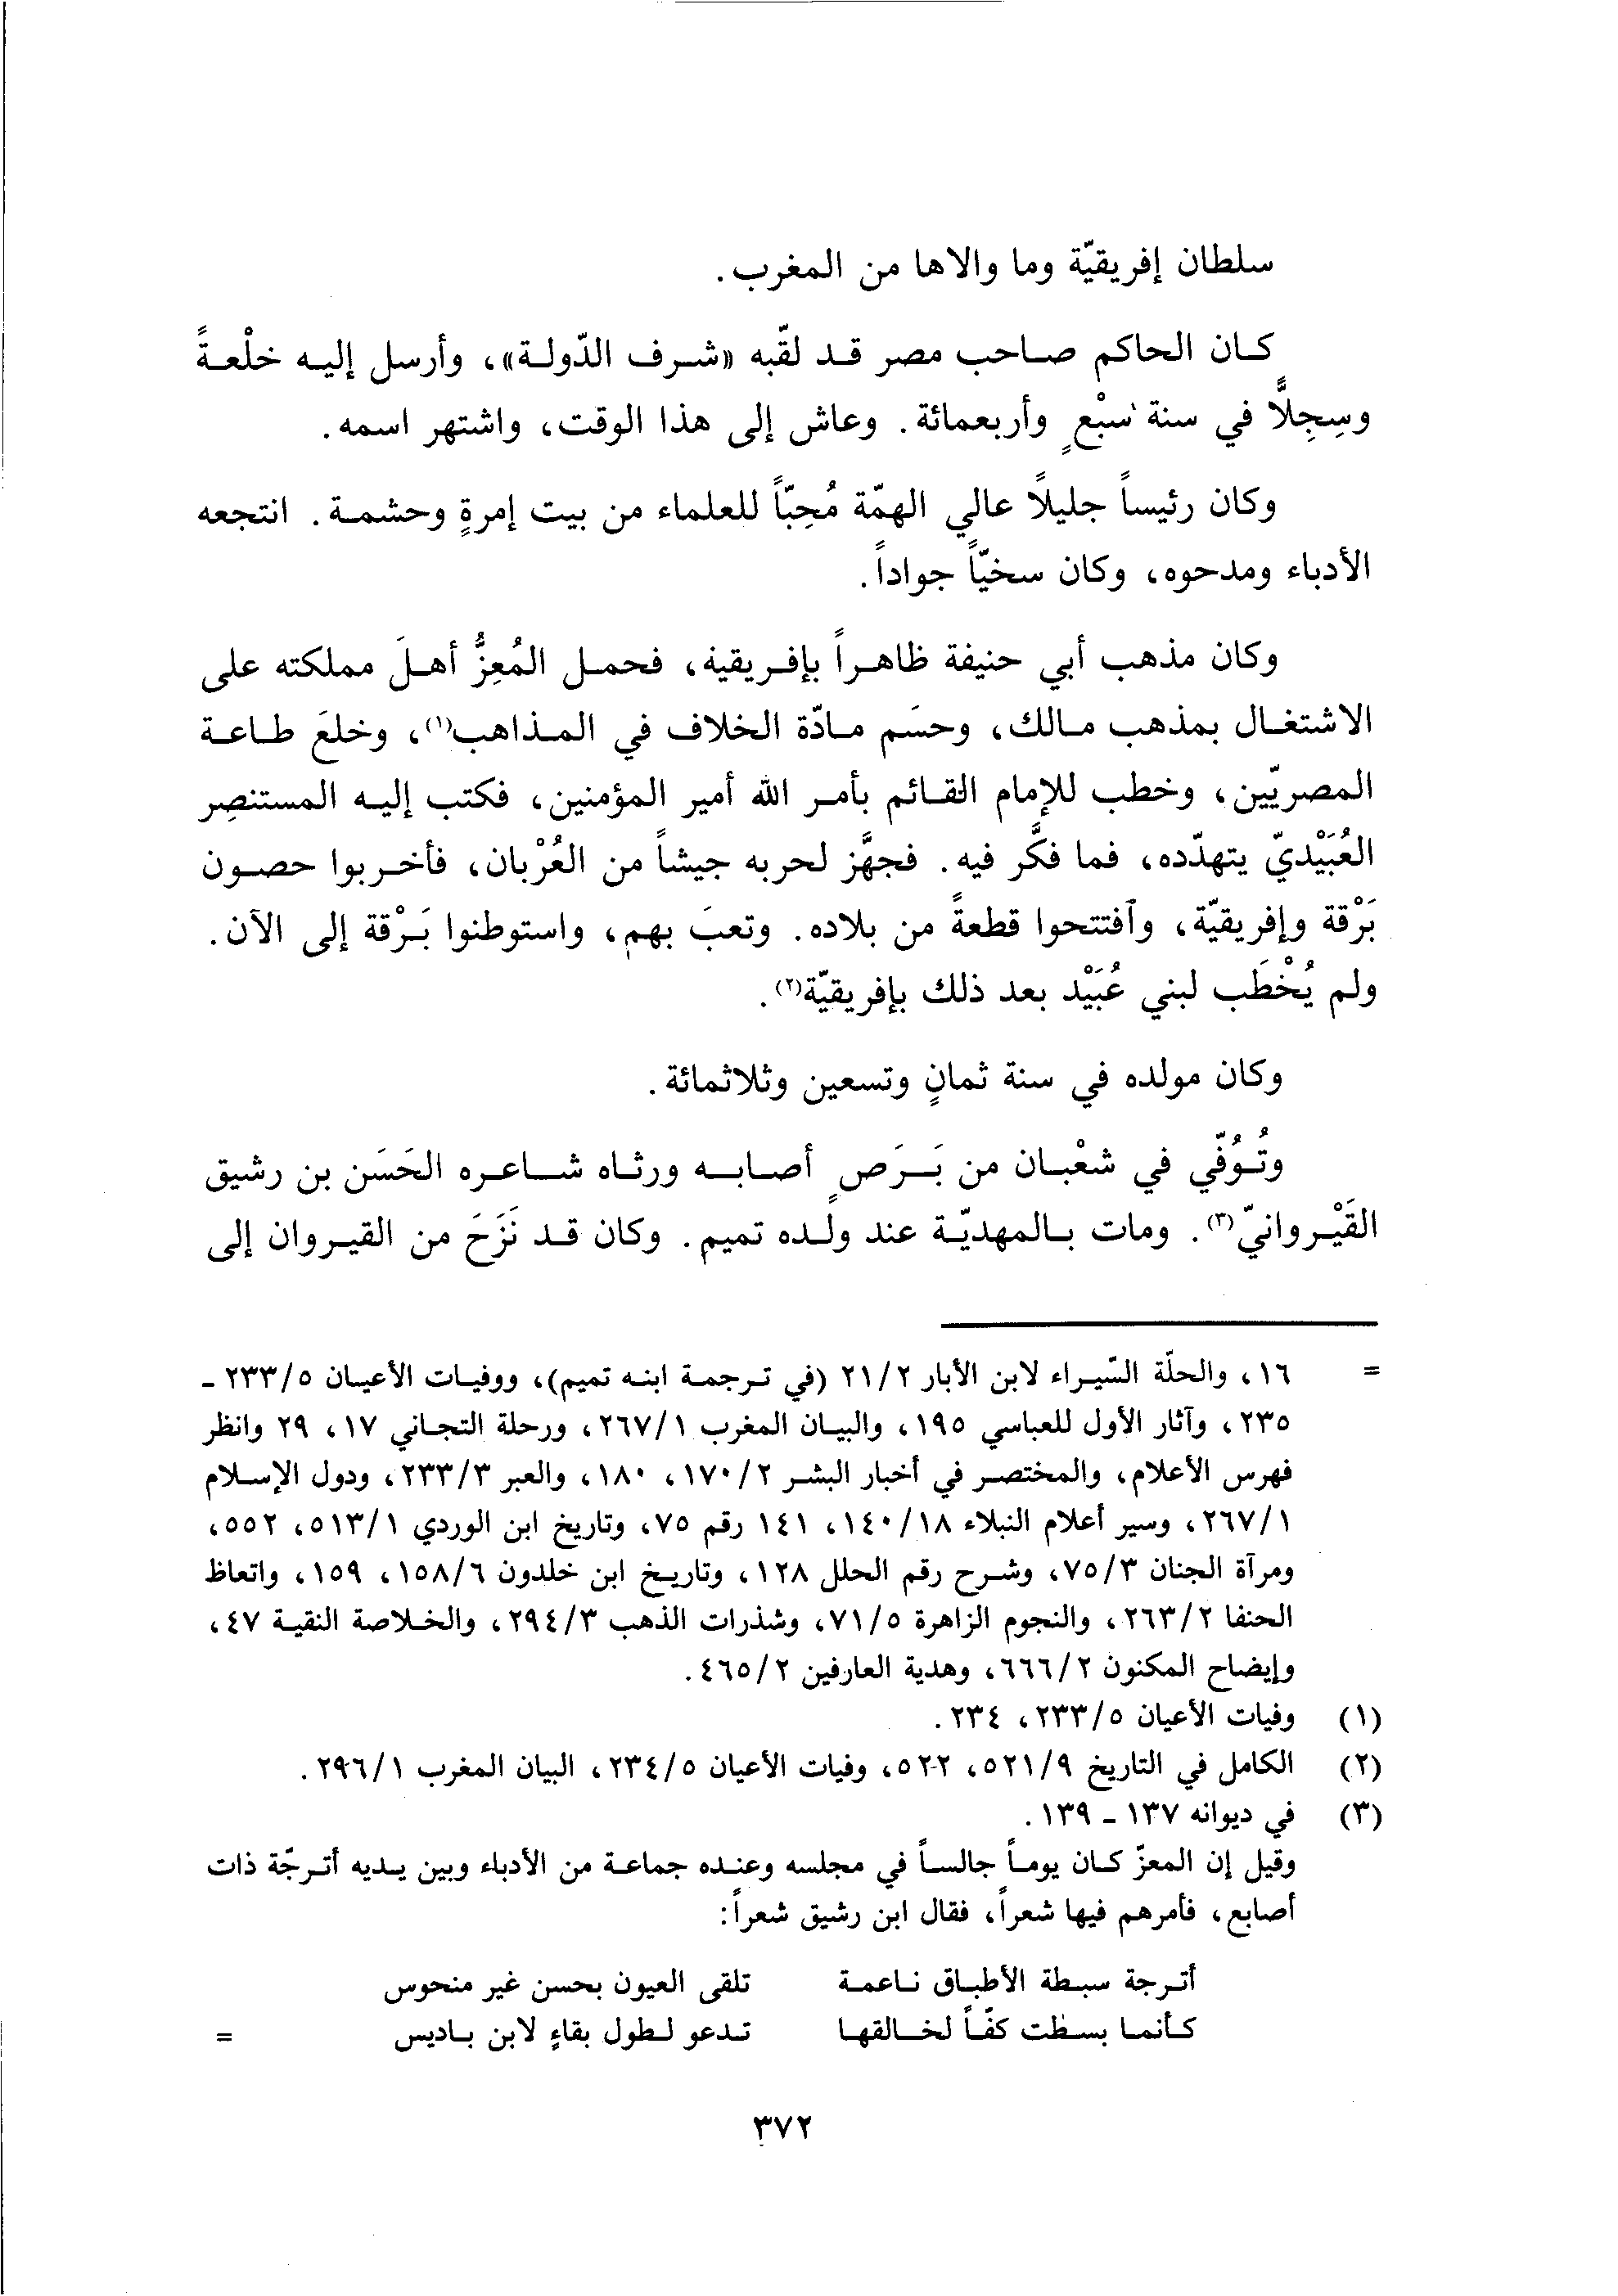 سلطان إفريقيّة وما والاها من المغرب.
كان الحاكم صاحب مصر قد لقّبه «شرف الدّولة»، وأرسل إليه خلْعةً
وسِجِلاًّ في سنة سبْعٍ وأربعمائة. وعاش إلى هذا الوقت، واشتهر اسمه.
وكان رئيساً جليلاً عالي الهمّة مُحِبّاً للعلماء من بيت إمرةٍ وحشمة. انتجعه
الأدباء ومدحوه، وكان سخيّاً جواداً.
وكان مذهب أبي حنيفة ظاهراً بإفريقية، فحمل المُعِزُّ أهلَ مملكته على
الاشتغال بمذهب مالك، وحسَم مادّة الخلاف في المذاهب(١)، وخلعَ طاعة
المصريّين، وخطب للإمام القائم بأمر الله أمير المؤمنين، فكتب إليه المستنصِر
العُبَيْديّ يتهدّده، فما فكَّر فيه. فجهَّز لحربه جيشاً من العُرْبان، فأخربوا حصون
بَرْقة وإفريقيّة، وآفتتحوا قطعةً من بلاده. وتعبَ بهم، واستوطنوا بَرْقة إلى الآن.
ولم يُخْطَب لبني عُبَيْد بعد ذلك بإفريقيّة(٢).
وكان مولده في سنة ثمانٍ وتسعين وثلاثمائة.
وتُوُفّي في شعْبان من بَرَصٍ أصابه ورثاه شاعره الحَسَن بن رشيق
القَيْروانيّ(٣). ومات بالمهديّة عند ولده تميم. وكان قد نَزَحَ من القيروان إلى
= ١٦، والحلّة السّيراء لابن الأبار ٢١/٢ (في ترجمة ابنه تميم)، ووفيات الأعيان ٢٣٣/٥ -
٢٣٥، وآثار الأول للعباسي ١٩٥، والبيان المغرب ٢٦٧/١، ورحلة التجاني ١٧، ٢٩ وانظر
فهرس الأعلام، والمختصر في أخبار البشر ١٧٠/٢، ١٨٠، والعبر ٢٣٣/٣، ودول الإسلام
٢٦٧/١، وسير أعلام النبلاء ١٤٠/١٨، ١٤١ رقم ٧٥، وتاريخ ابن الوردي ٥١٣/١، ٥٥٢،
ومرآة الجنان ٧٥/٣، وشرح رقم الحلل ١٢٨، وتاريخ ابن خلدون ١٥٨/٦، ١٥٩، واتعاظ
الحنفا ٢٦٣/٢، والنجوم الزاهرة ٧١/٥، وشذرات الذهب ٢٩٤/٣، والخلاصة النقية ٤٧،
وإيضاح المكنون ٦٦٦/٢، وهدية العارفين ٤٦٥/٢.
(١) وفيات الأعيان ٢٣٣/٥، ٢٣٤.
(٢) الكامل في التاريخ ٥٢١/٩، ٥٢٢، وفيات الأعيان ٢٣٤/٥، البيان المغرب ٢٩٦/١.
(٣) في ديوانه ١٣٧ - ١٣٩.
وقيل إن المعزّ كان يوماً جالساً في مجلسه وعنده جماعة من الأدباء وبين يديه أترجّة ذات
أصابع، فأمرهم فيها شعراً، فقال ابن رشيق شعراً:
أترجة سبطة الأطباق ناعمة تلقى العيون بحسن غير منحوس
كأنما بسطت كفّاً لخالقها تدعو لطول بقاءٍ لابن باديس =
٣٧٢